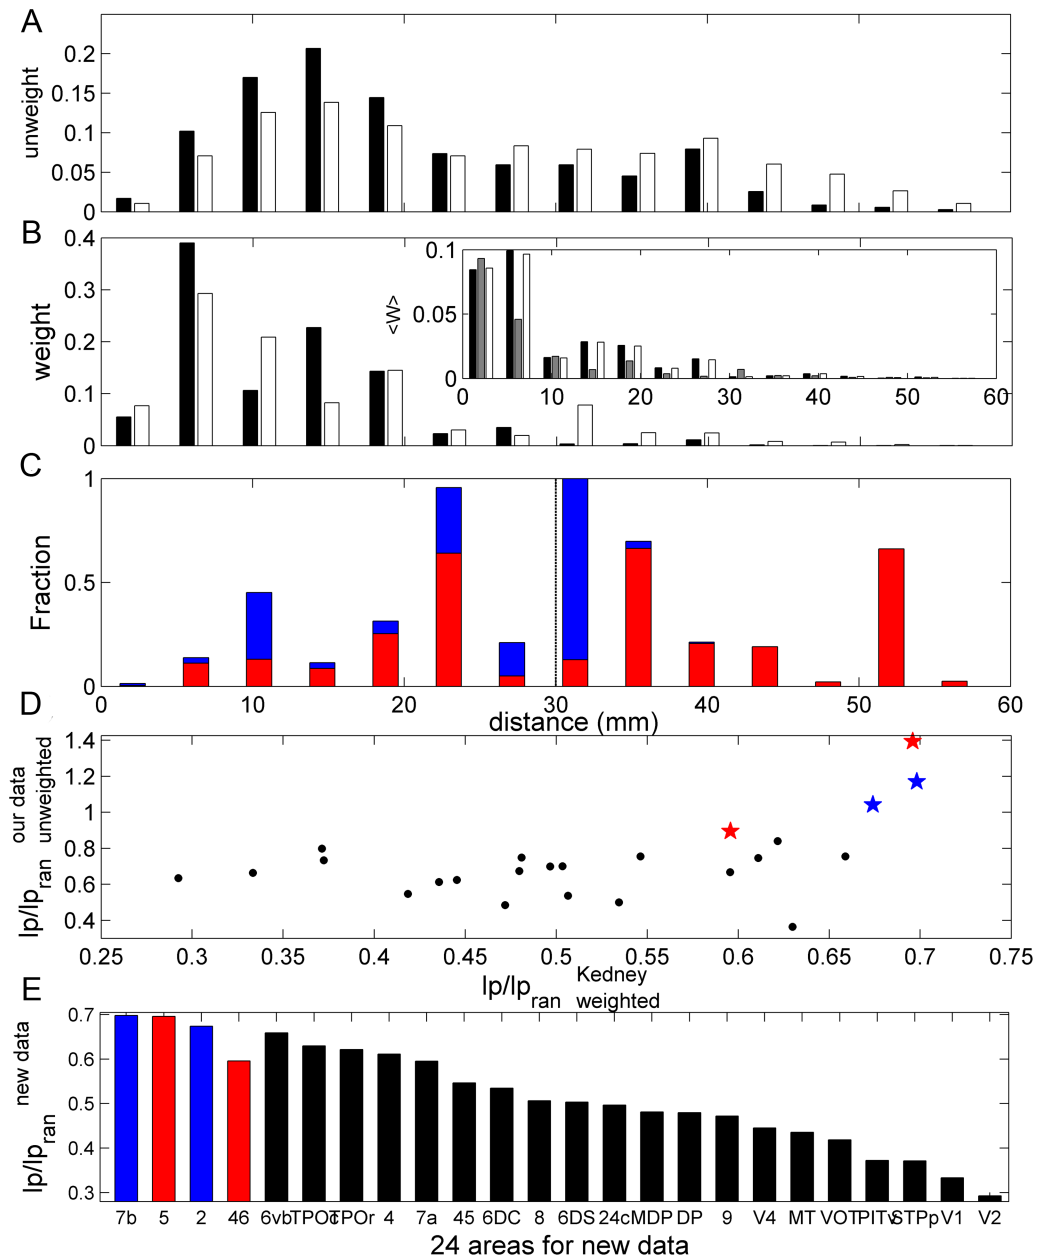 A
unweight
0.2
0.15
0.1
0.05
0
B
weight
0.4
0.3
0.2
0.1
0
<W>
0.1
0.05
0
0 10 20 30 40 50 60
C
Fraction
1
0.5
0
0 10 20 30 40 50 60
distance (mm)
D
our data
lp/lp ran unweighted
1.4
1.2
1
0.8
0.6
0.4
0.25 0.3 0.35 0.4 0.45 0.5 0.55 0.6 0.65 0.7 0.75
Kedney
lp/lp ran weighted
E
new data
lp/lp ran
0.7
0.6
0.5
0.4
0.3
7b 5 2 46 6vb TPOc TPOr 4 7a 45 6DC 8 6DS 24c MDP DP 9 V4 MT VOT PITv STPp V1 V2
24 areas for new data